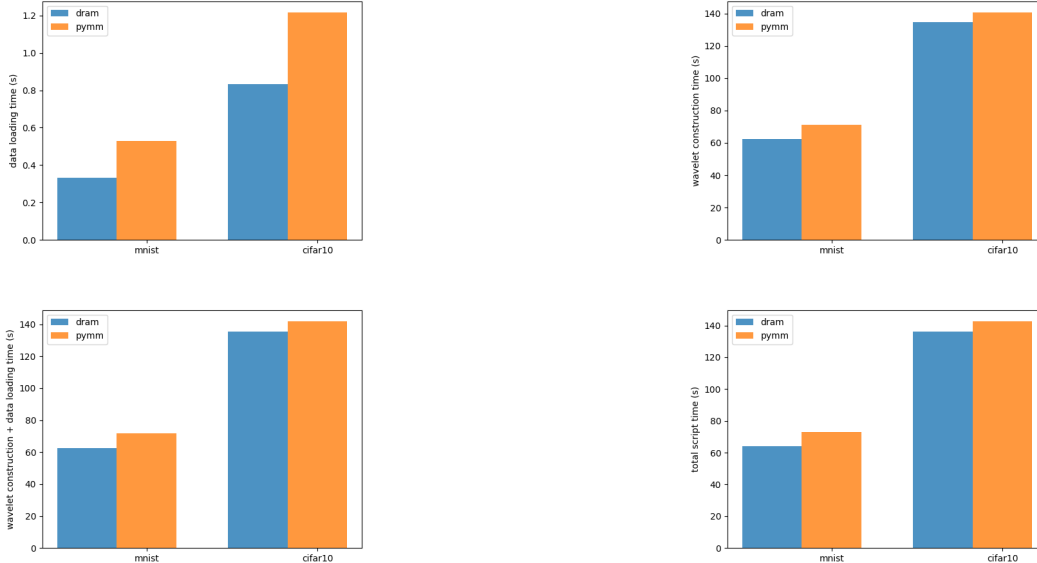 data loading time (s)
1.2
1.0
0.8
0.6
0.4
0.2
0.0
dram
pymm
mnist
cifar10
wavelet construction time (s)
140
120
100
80
60
40
20
0
dram
pymm
mnist
cifar10
wavelet construction + data loading time (s)
140
120
100
80
60
40
20
0
dram
pymm
mnist
cifar10
total script time (s)
140
120
100
80
60
40
20
0
dram
pymm
mnist
cifar10